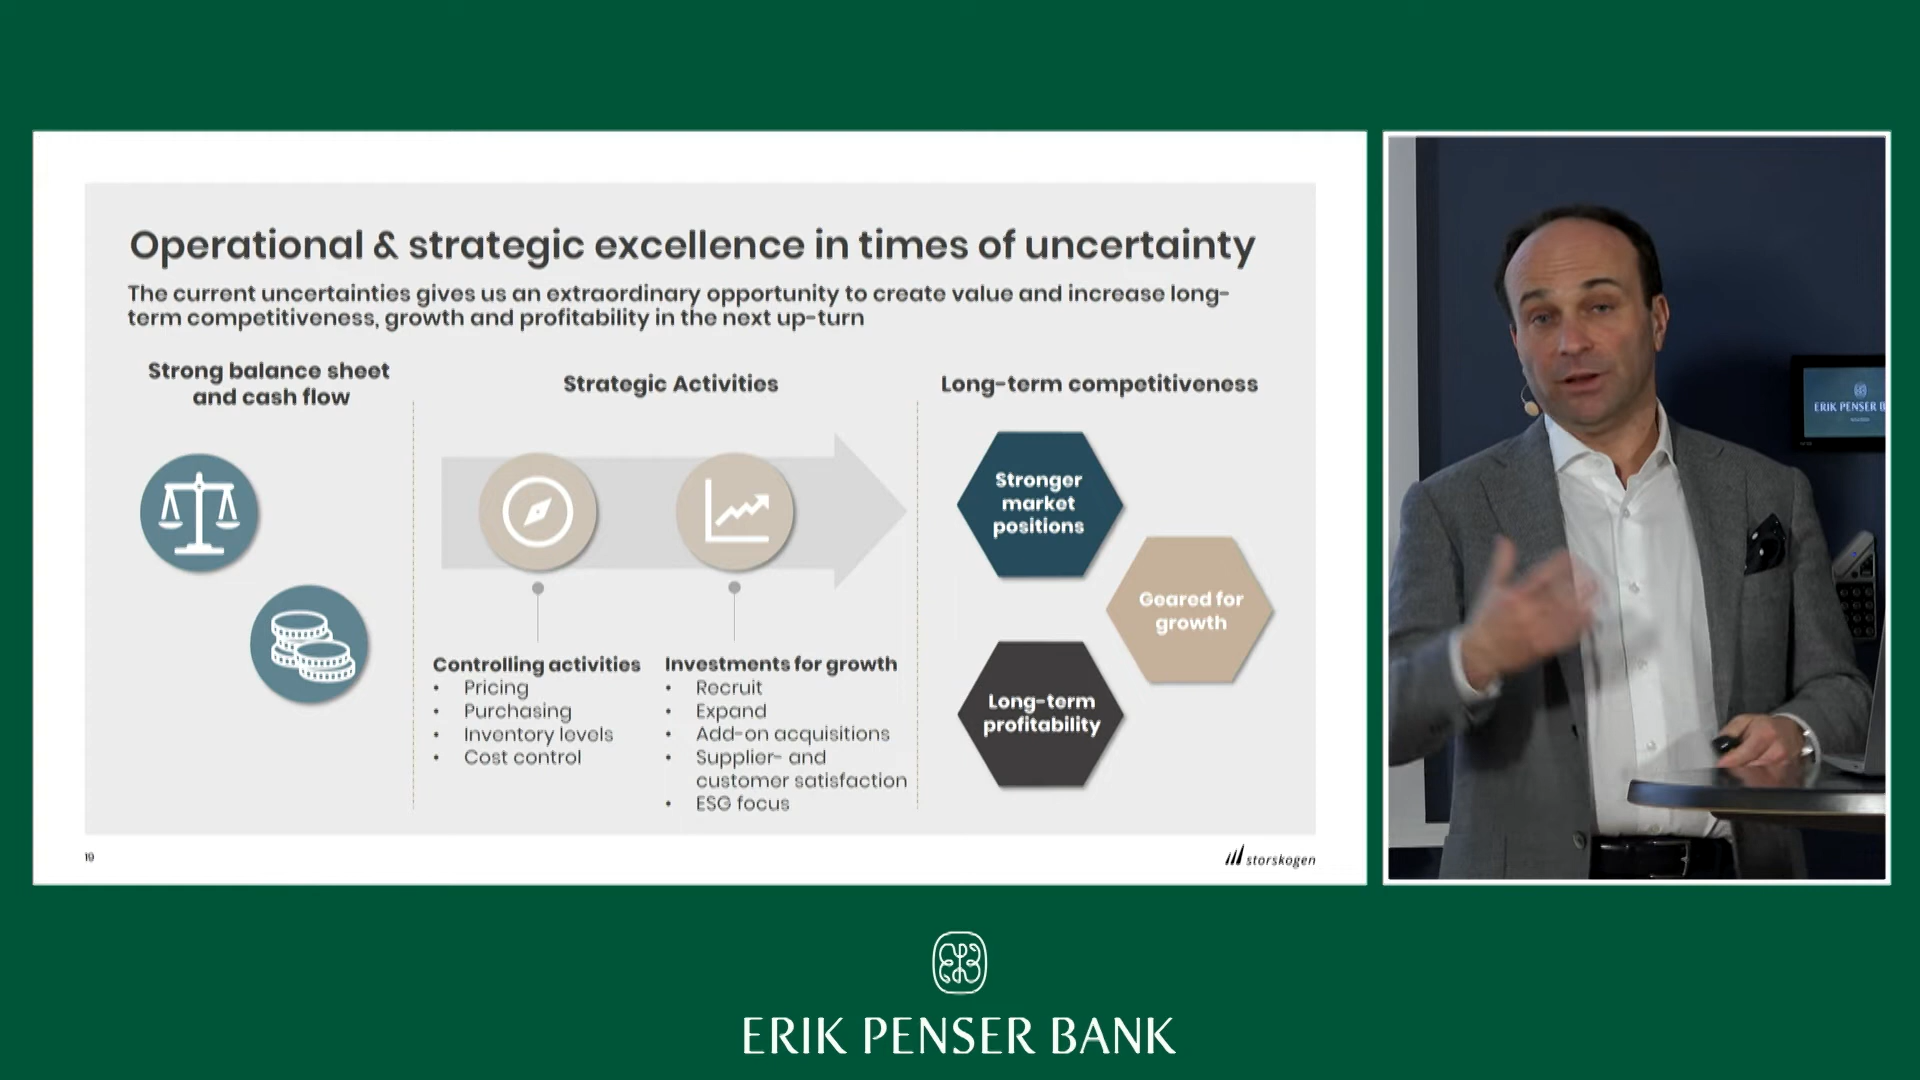 Operational & strategic excellence in times of uncertainty
The current uncertainties gives us an extraordinary opportunity to create value and increase long-
term competitiveness, growth and profitability in the next up-turn
Strong balance sheet
and cash flow
Strategic Activities
Controlling activities
• Pricing
• Purchasing
• Inventory levels
• Cost control
Investments for growth
• Recruit
• Expand
• Add-on acquisitions
• Supplier- and
customer satisfaction
• ESG focus
Long-term competitiveness
Stronger
market
positions
Geared for
growth
Long-term
profitability
19
storskogen
ERIK PENSER B
ERIK PENSER BANK